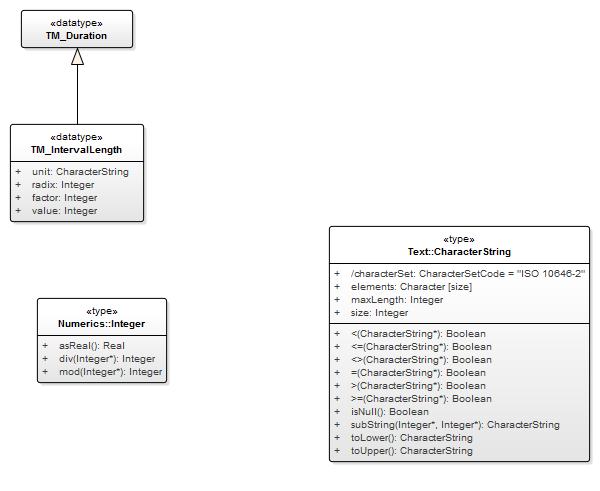 «datatype»
TM_Duration
«datatype»
TM_IntervalLength
+ unit: CharacterString
+ radix: Integer
+ factor: Integer
+ value: Integer
«type»
Text::CharacterString
+ /characterSet: CharacterSetCode = "ISO 10646-2"
+ elements: Character [size]
+ maxLength: Integer
+ size: Integer
+ <(CharacterString*): Boolean
+ <=(CharacterString*): Boolean
+ <>(CharacterString*): Boolean
+ =(CharacterString*): Boolean
+ >(CharacterString*): Boolean
+ >=(CharacterString*): Boolean
+ isNull(): Boolean
+ subString(Integer*, Integer*): CharacterString
+ toLower(): CharacterString
+ toUpper(): CharacterString
«type»
Numerics::Integer
+ asReal(): Real
+ div(Integer*): Integer
+ mod(Integer*): Integer